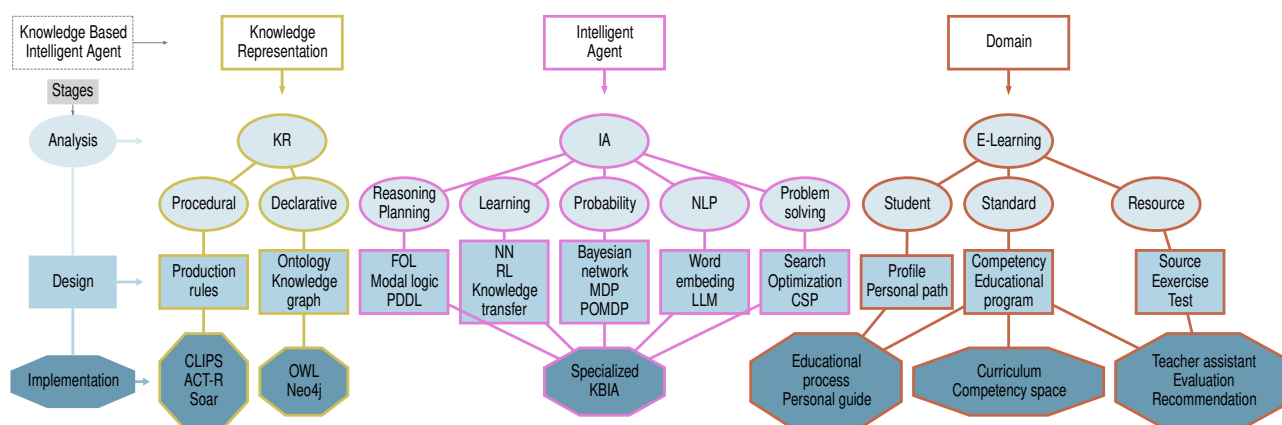 Knowledge Based
Intelligent Agent
Knowledge
Representation
Intelligent
Agent
Domain
Stages
Analysis
KR
IA
E-Learning
Procedural
Declarative
Reasoning
Planning
Learning
Probability
NLP
Problem
solving
Student
Standard
Resource
Design
Production
rules
Ontology
Knowledge
graph
FOL
Modal logic
PDDL
NN
RL
Knowledge
transfer
Bayesian
network
MDP
POMDP
Word
embeding
LLM
Search
Optimization
CSP
Profile
Personal path
Competency
Educational
program
Source
Eexercise
Test
Implementation
CLIPS
ACT-R
Soar
OWL
Neo4j
Specialized
KBIA
Educational
process
Personal guide
Curriculum
Competency space
Teacher assistant
Evaluation
Recommendation